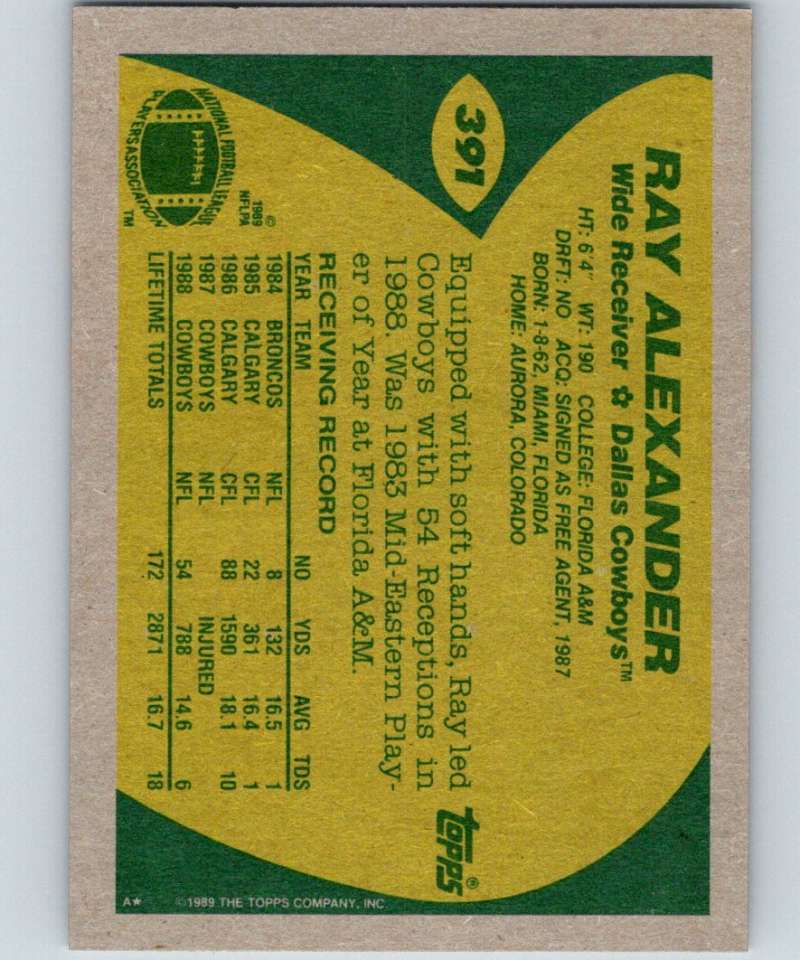 391
RAY ALEXANDER
Wide Receiver ✩ Dallas Cowboys™
HT: 6'4" WT: 190 COLLEGE: FLORIDA A&M
DRFT: NO ACQ: SIGNED AS FREE AGENT, 1987
BORN: 1-8-62, MIAMI, FLORIDA
HOME: AURORA, COLORADO
Equipped with soft hands, Ray led
Cowboys with 54 Receptions in
1988. Was 1983 Mid-Eastern Play-
er of Year at Florida A&M.
topps®
RECEIVING RECORD
YEAR TEAM NO YDS AVG TDS
1984 BRONCOS NFL 8 132 16.5 1
1985 CALGARY CFL 22 361 16.4 1
1986 CALGARY CFL 88 1590 18.1 10
1987 COWBOYS NFL INJURED
1988 COWBOYS NFL 54 788 14.6 6
LIFETIME TOTALS 172 2871 16.7 18
NATIONAL FOOTBALL LEAGUE
PLAYERS ASSOCIATION
™
©
1989
NFLPA
A★ ©1989 THE TOPPS COMPANY, INC